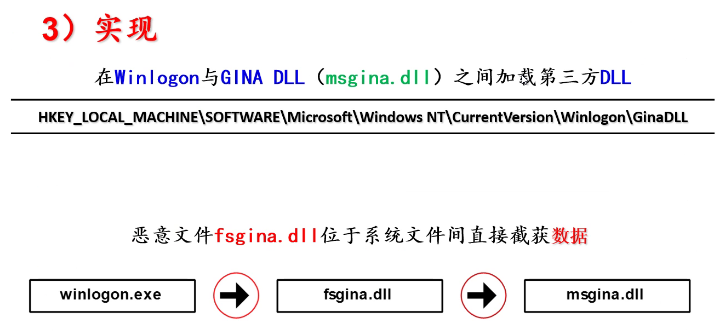 3）实现
在Winlogon与GINA DLL（msgina.dll）之间加载第三方DLL
HKEY_LOCAL_MACHINE\SOFTWARE\Microsoft\Windows NT\CurrentVersion\Winlogon\GinaDLL
恶意文件fsgina.dll位于系统文件间直接截获数据
winlogon.exe
fsgina.dll
msgina.dll